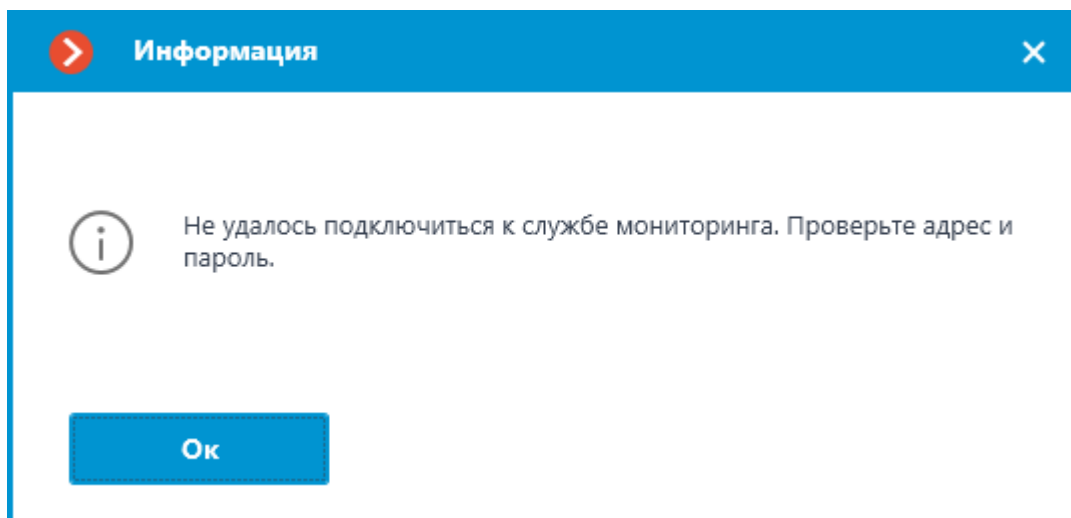 Информация
Не удалось подключиться к службе мониторинга. Проверьте адрес и
пароль.
Ок